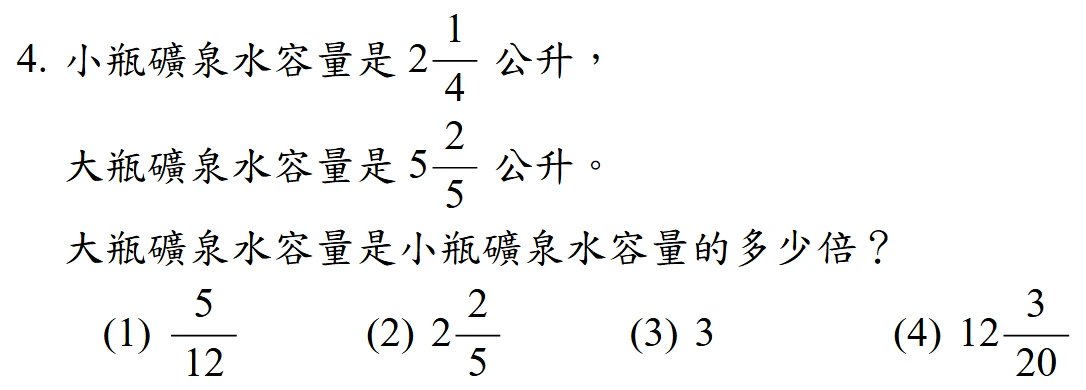 4. 小瓶礦泉水容量是 2 1/4 公升，
大瓶礦泉水容量是 5 2/5 公升。
大瓶礦泉水容量是小瓶礦泉水容量的多少倍？
(1) 5/12 (2) 2 2/5 (3) 3 (4) 12 3/20